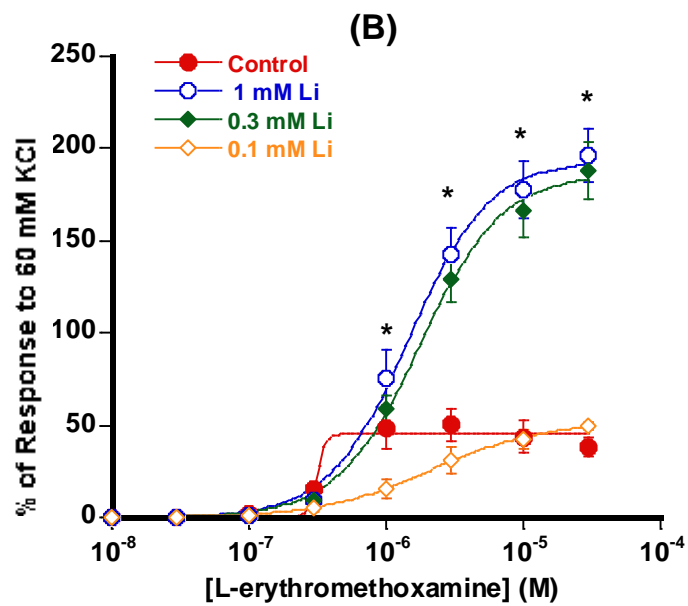 (B)
250
200
150
100
50
0
% of Response to 60 mM KCl
Control
1 mM Li
0.3 mM Li
0.1 mM Li
*
*
*
*
10⁻⁸
10⁻⁷
10⁻⁶
10⁻⁵
10⁻⁴
[L-erythromethoxamine] (M)